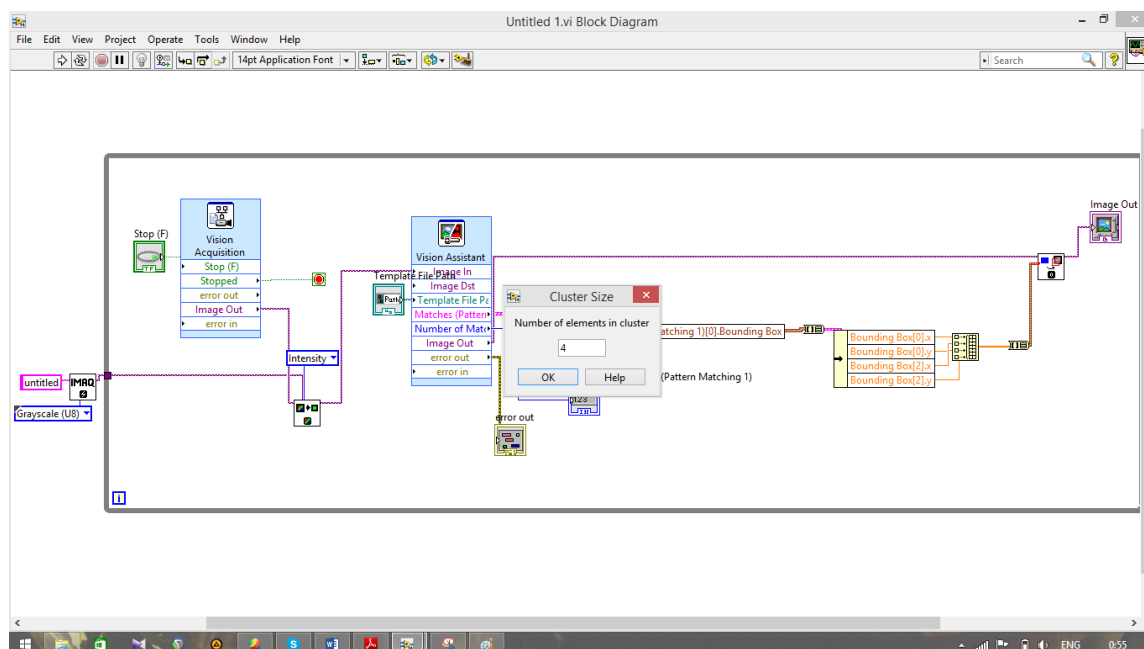 Untitled 1.vi Block Diagram
File Edit View Project Operate Tools Window Help
14pt Application Font
Search
Stop (F)
TF
Vision
Acquisition
Stop (F)
Stopped
error out
Image Out
error in
untitled
IMAQ
Grayscale (U8)
Intensity
Template File Path
Path
Vision Assistant
Image In
Image Dst
Template File Pa
Matches (Pattern
Number of Matc
Image Out
error out
error in
error out
Cluster Size
Number of elements in cluster
4
OK Help
atching 1)[0].Bounding Box
(Pattern Matching 1)
123
Bounding Box[0].x
Bounding Box[0].y
Bounding Box[2].x
Bounding Box[2].y
Image Out
i
ENG 0:55